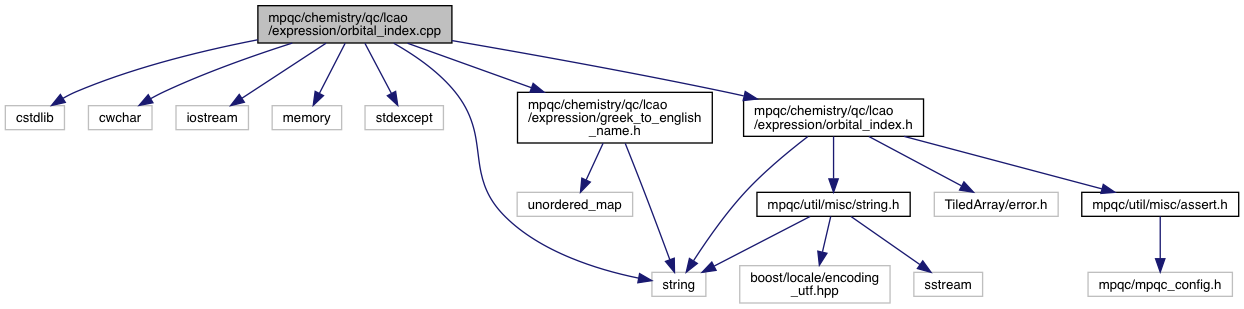 mpqc/chemistry/qc/lcao
/expression/orbital_index.cpp
cstdlib
cwchar
iostream
memory
stdexcept
mpqc/chemistry/qc/lcao
/expression/greek_to_english
_name.h
mpqc/chemistry/qc/lcao
/expression/orbital_index.h
unordered_map
mpqc/util/misc/string.h
TiledArray/error.h
mpqc/util/misc/assert.h
string
boost/locale/encoding
_utf.hpp
sstream
mpqc/mpqc_config.h